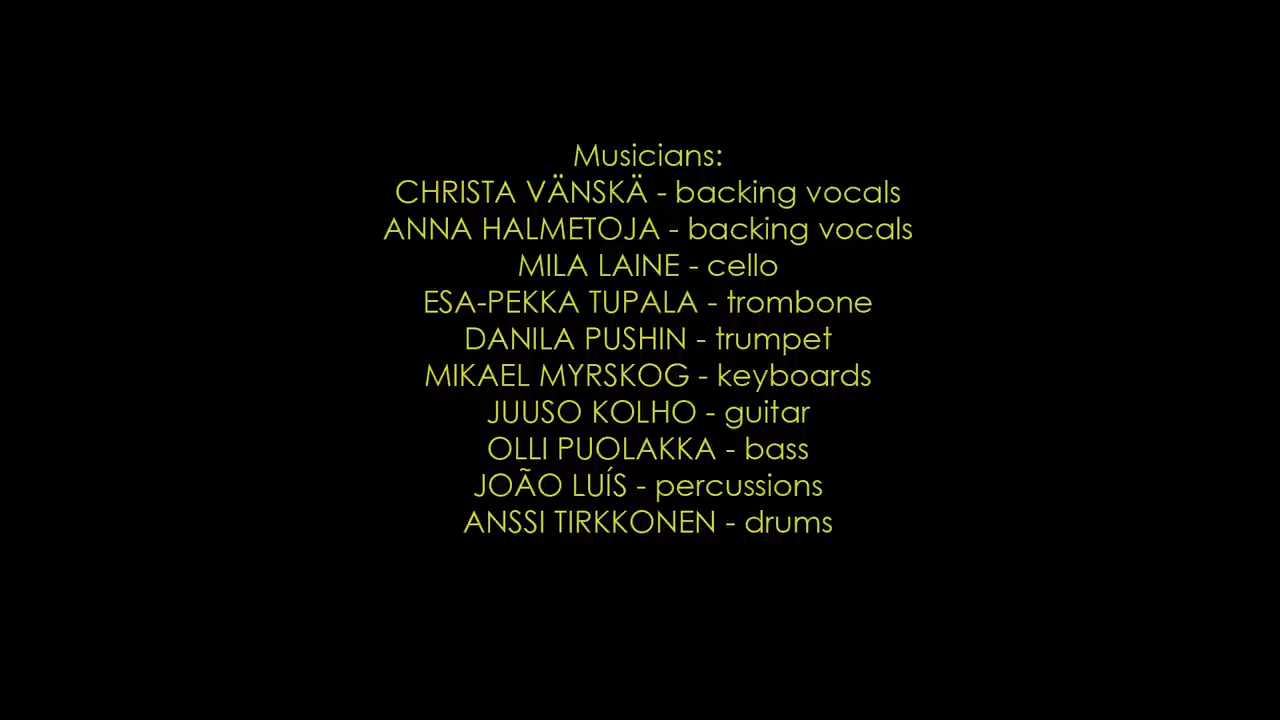 Musicians:
CHRISTA VÄNSKÄ - backing vocals
ANNA HALMETOJA - backing vocals
MILA LAINE - cello
ESA-PEKKA TUPALA - trombone
DANILA PUSHIN - trumpet
MIKAEL MYRSKOG - keyboards
JUUSO KOLHO - guitar
OLLI PUOLAKKA - bass
JOÃO LUÍS - percussions
ANSSI TIRKKONEN - drums